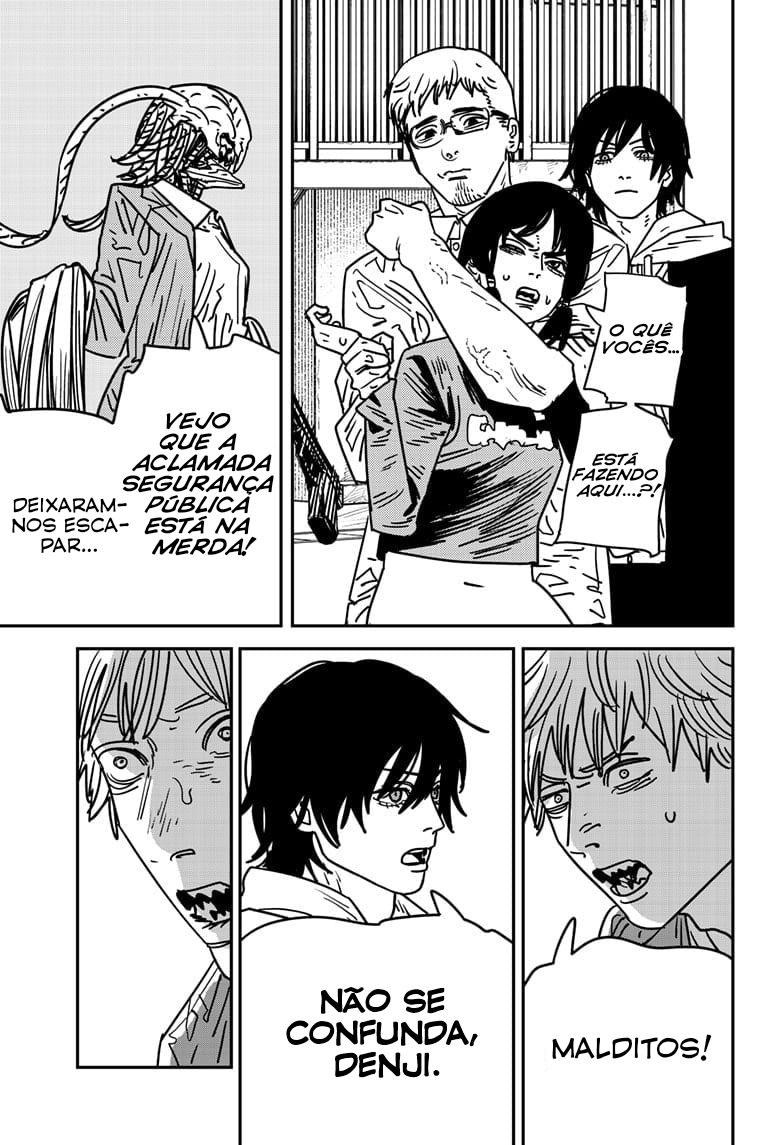 O QUÊ
VOCÊS...
ESTÁ
FAZENDO
AQUI...?!
VEJO
QUE A
ACLAMADA
SEGURANÇA
PÚBLICA
ESTÁ NA
MERDA!
DEIXARAM-
NOS ESCA-
PAR...
MALDITOS!
NÃO SE
CONFUNDA,
DENJI.